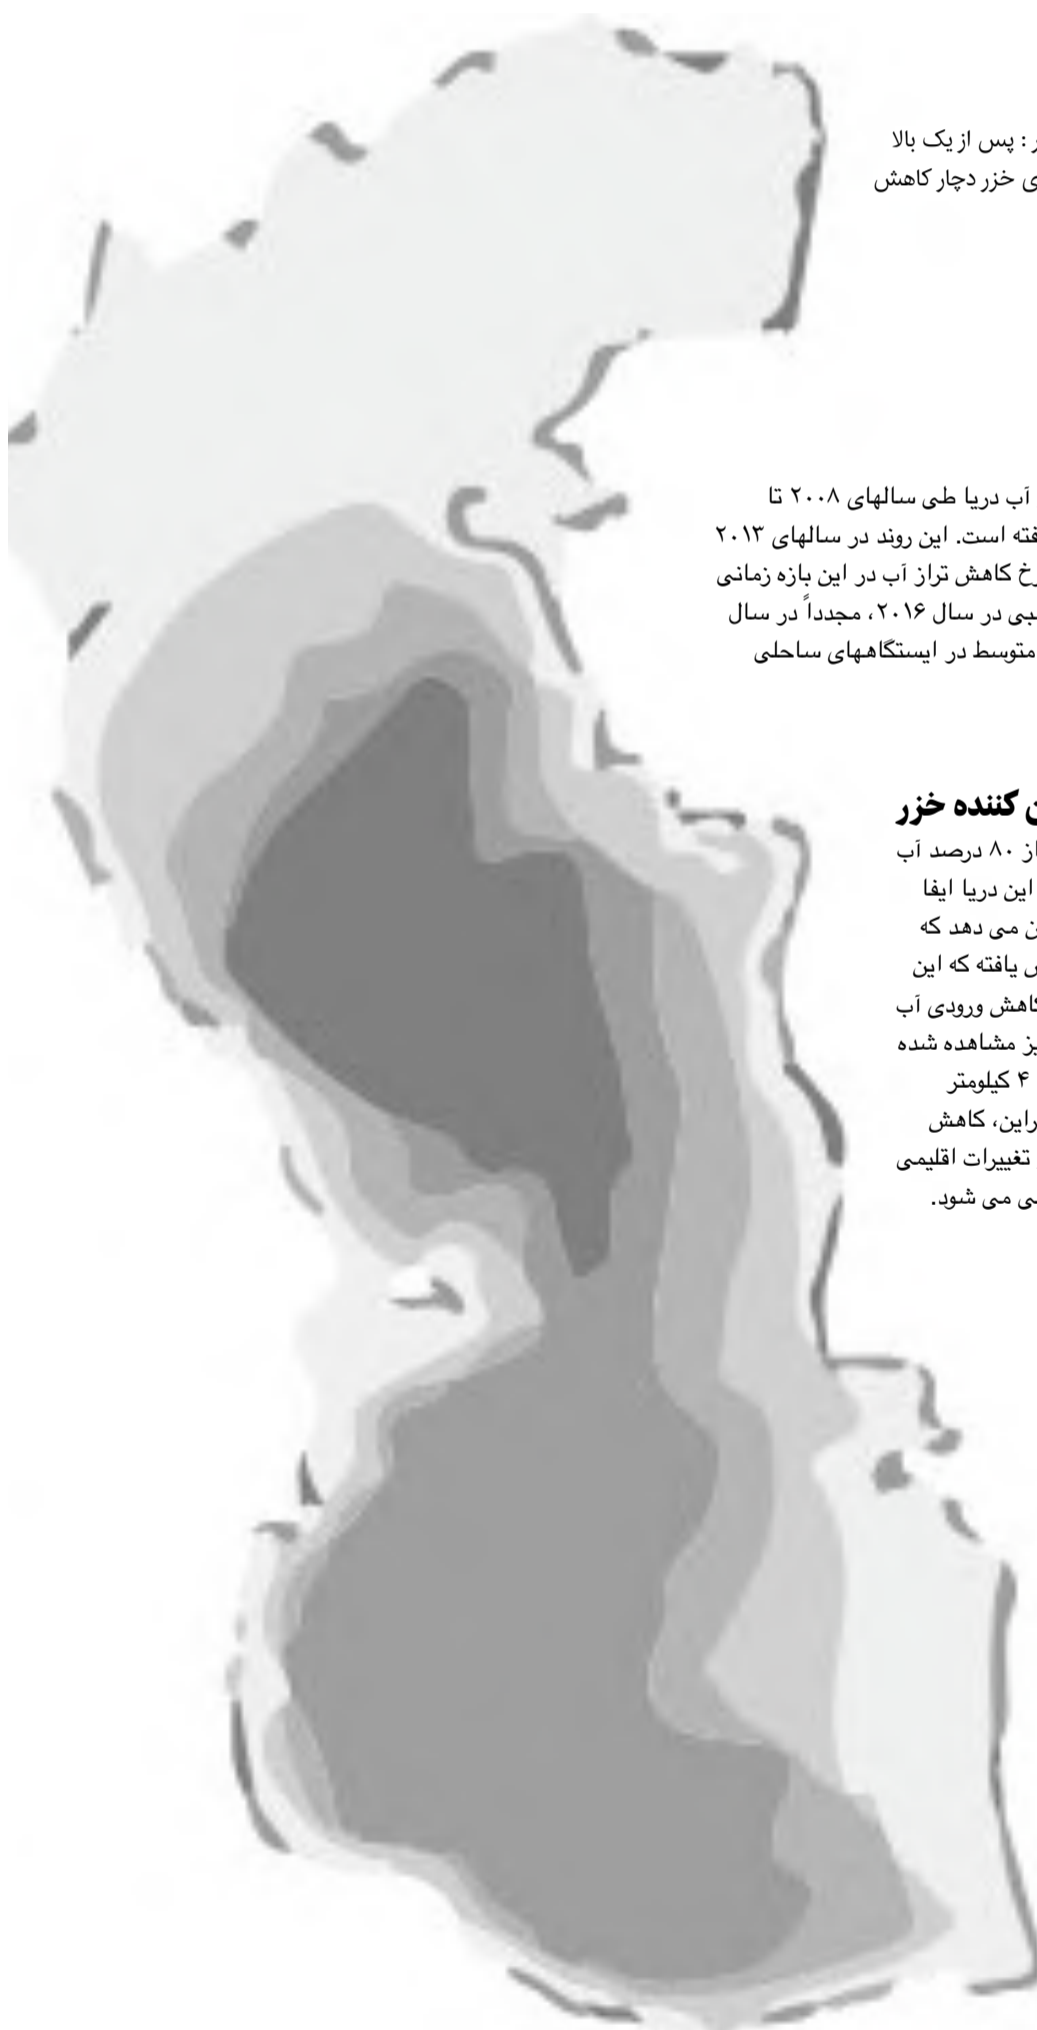 ر : پس از یک بالا
ی خزر دچار کاهش
آب دریا طی سالهای ۲۰۰۸ تا
فته است. این روند در سالهای ۲۰۱۳
رخ کاهش تراز آب در این بازه زمانی
سبی در سال ۲۰۱۶، مجدداً در سال
متوسط در ایستگاههای ساحلی
ن کننده خزر
از ۸۰ درصد آب
این دریا ایفا
ن می دهد که
ش یافته که این
کاهش ورودی آب
یز مشاهده شده
۴ کیلومتر
راین، کاهش
تغییرات اقلیمی
ی می شود.